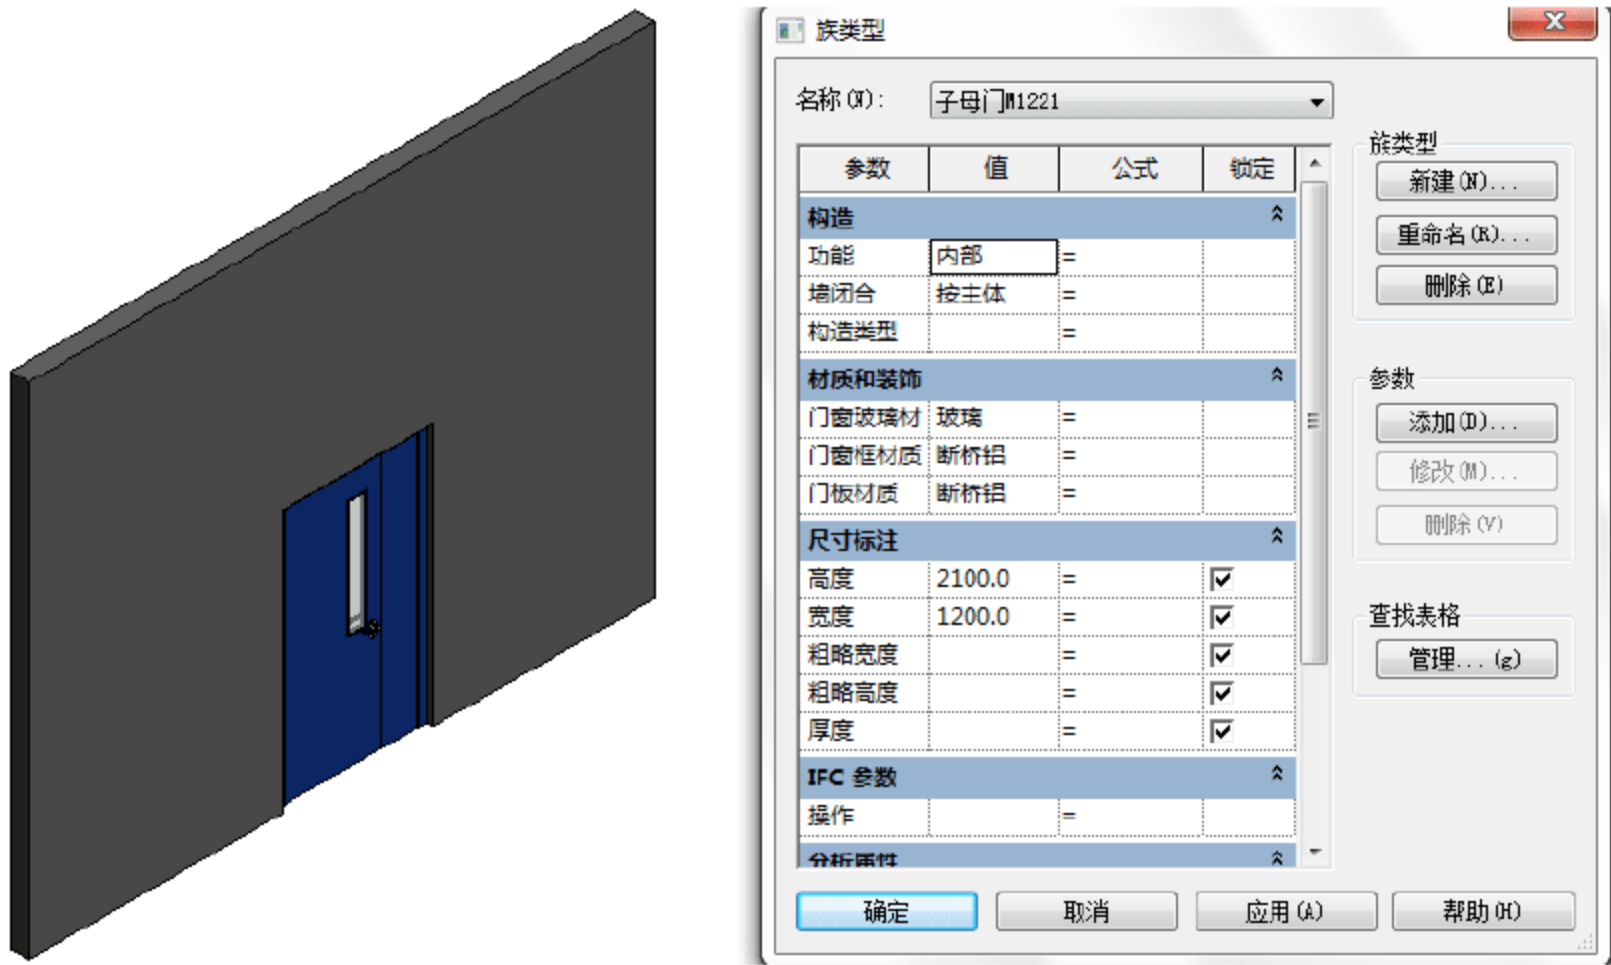 族类型
名称(N):
子母门M1221
参数 值 公式 锁定
构造
功能 内部 =
墙闭合 按主体 =
构造类型 =
材质和装饰
门窗玻璃材 玻璃 =
门窗框材质 断桥铝 =
门板材质 断桥铝 =
尺寸标注
高度 2100.0 =
宽度 1200.0 =
粗略宽度 =
粗略高度 =
厚度 =
IFC 参数
操作 =
分析属性
族类型
新建(N)...
重命名(R)...
删除(E)
参数
添加(D)...
修改(M)...
删除(V)
查找表格
管理...(g)
确定 取消 应用(A) 帮助(H)